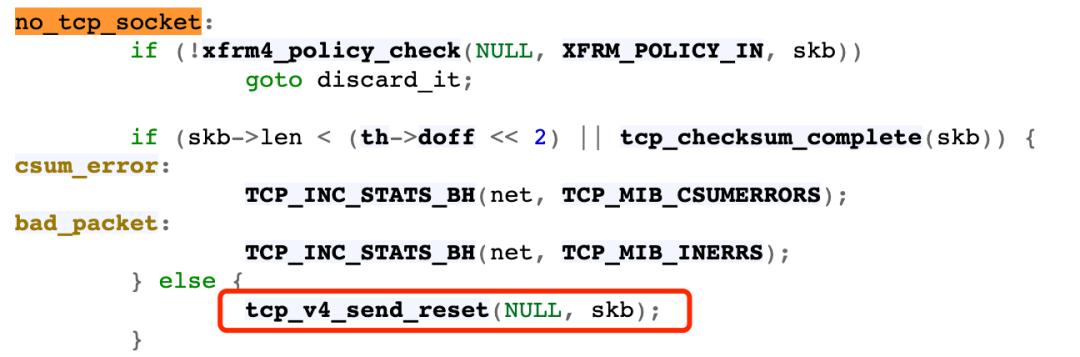 no_tcp_socket:
if (!xfrm4_policy_check(NULL, XFRM_POLICY_IN, skb))
goto discard_it;
if (skb->len < (th->doff << 2) || tcp_checksum_complete(skb)) {
csum_error:
TCP_INC_STATS_BH(net, TCP_MIB_CSUMERRORS);
bad_packet:
TCP_INC_STATS_BH(net, TCP_MIB_INERRS);
} else {
tcp_v4_send_reset(NULL, skb);
}